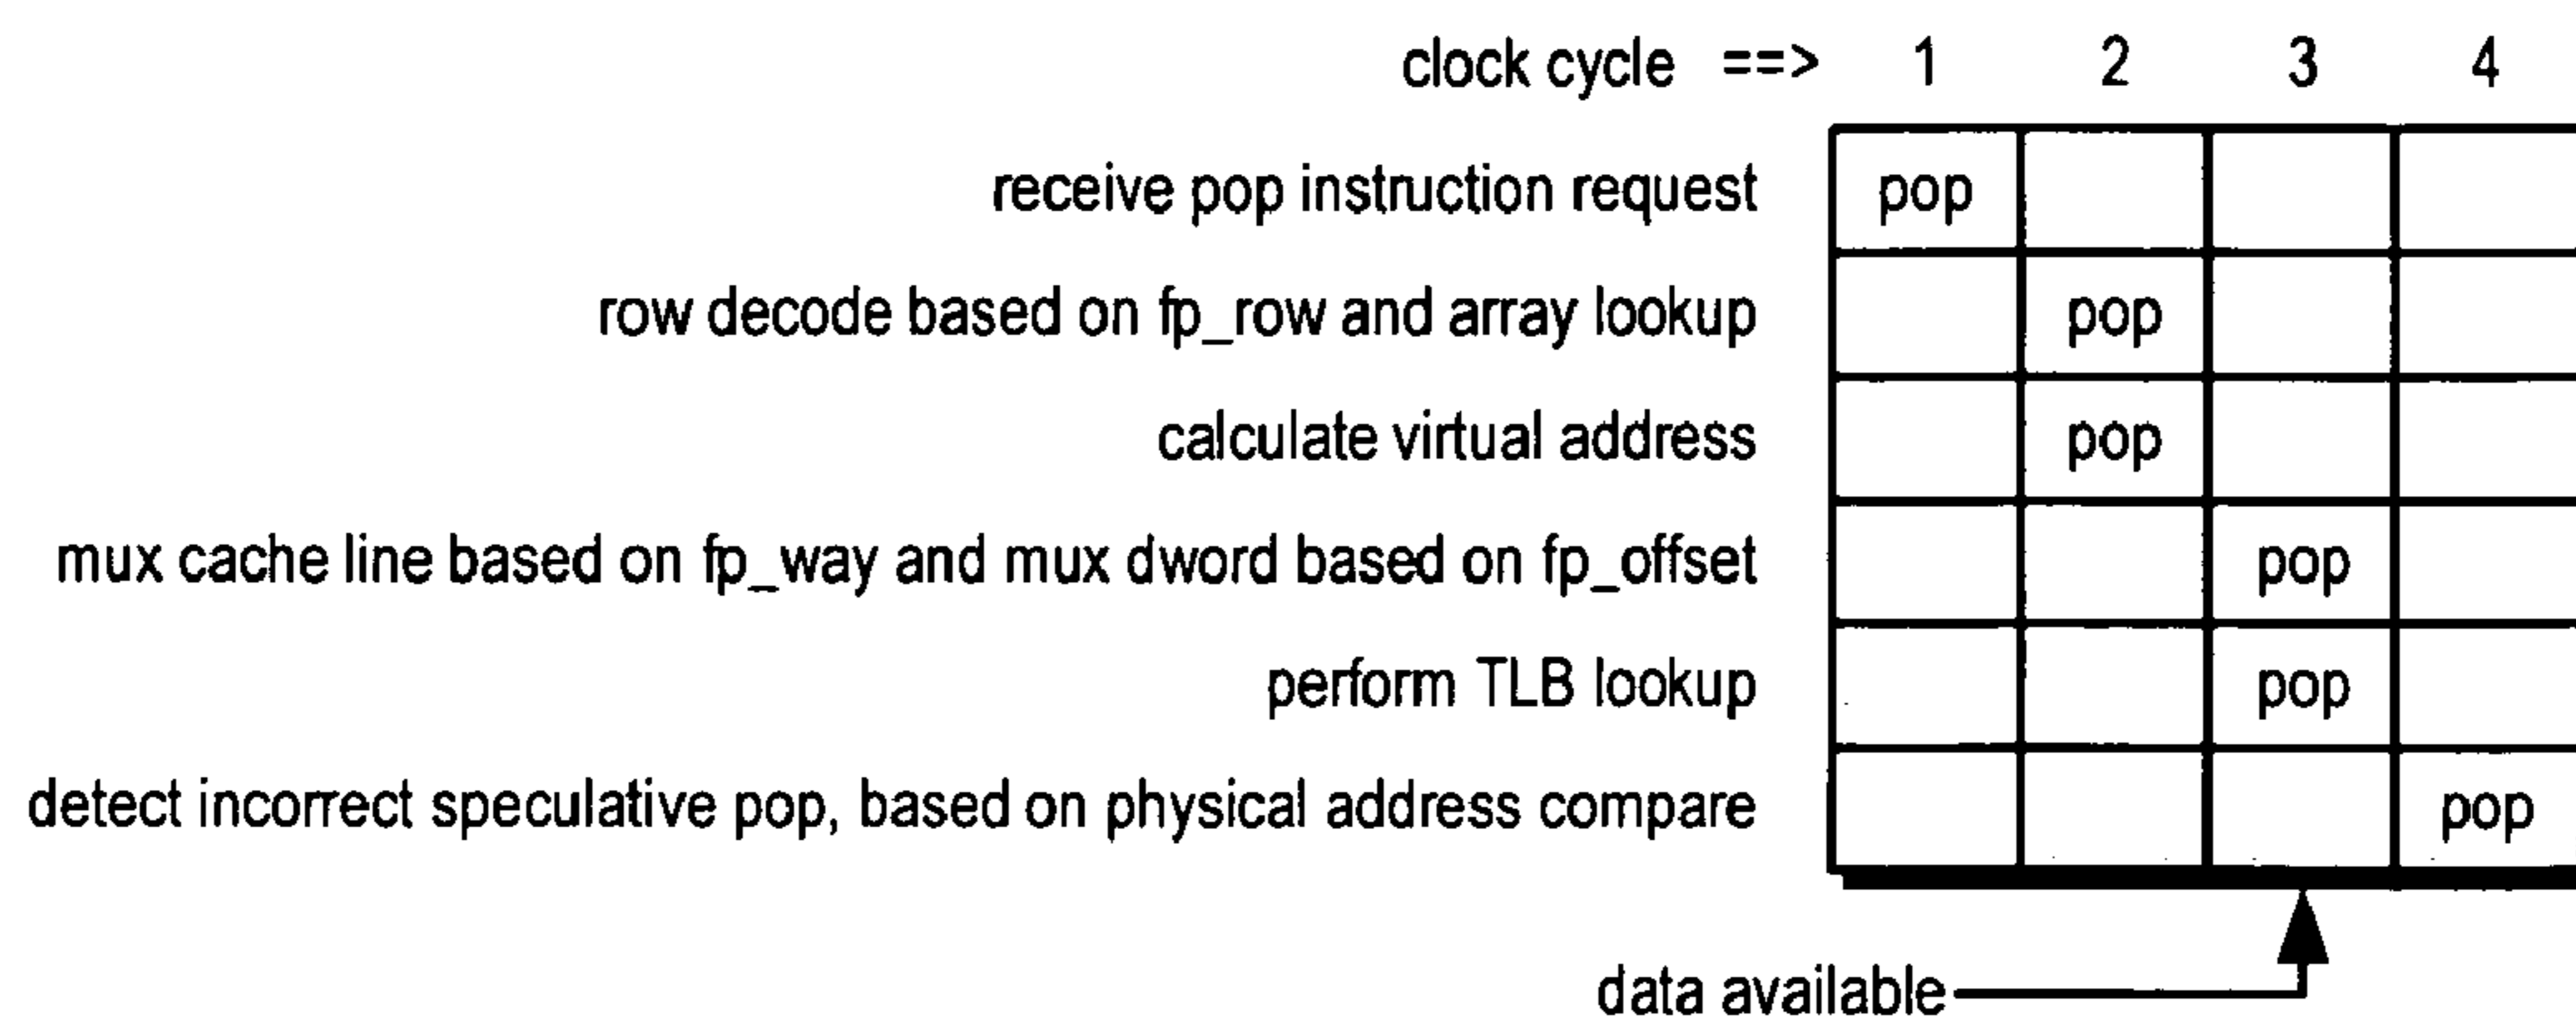 clock cycle ==> 1 2 3 4
receive pop instruction request pop
row decode based on fp_row and array lookup pop
calculate virtual address pop
mux cache line based on fp_way and mux dword based on fp_offset pop
perform TLB lookup pop
detect incorrect speculative pop, based on physical address compare pop
data available